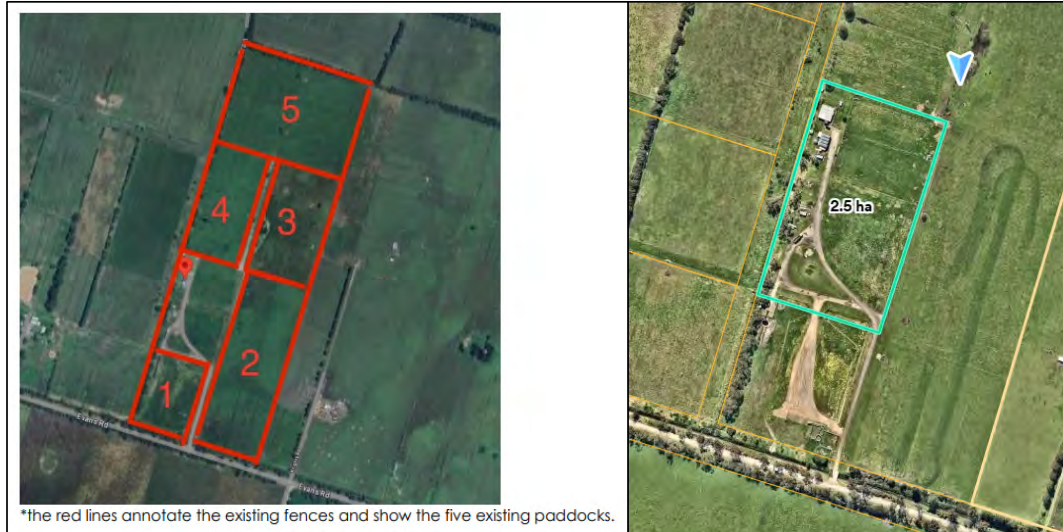 5
4
3
2
1
Evans Rd
Evans Rd
*the red lines annotate the existing fences and show the five existing paddocks.
2.5 ha